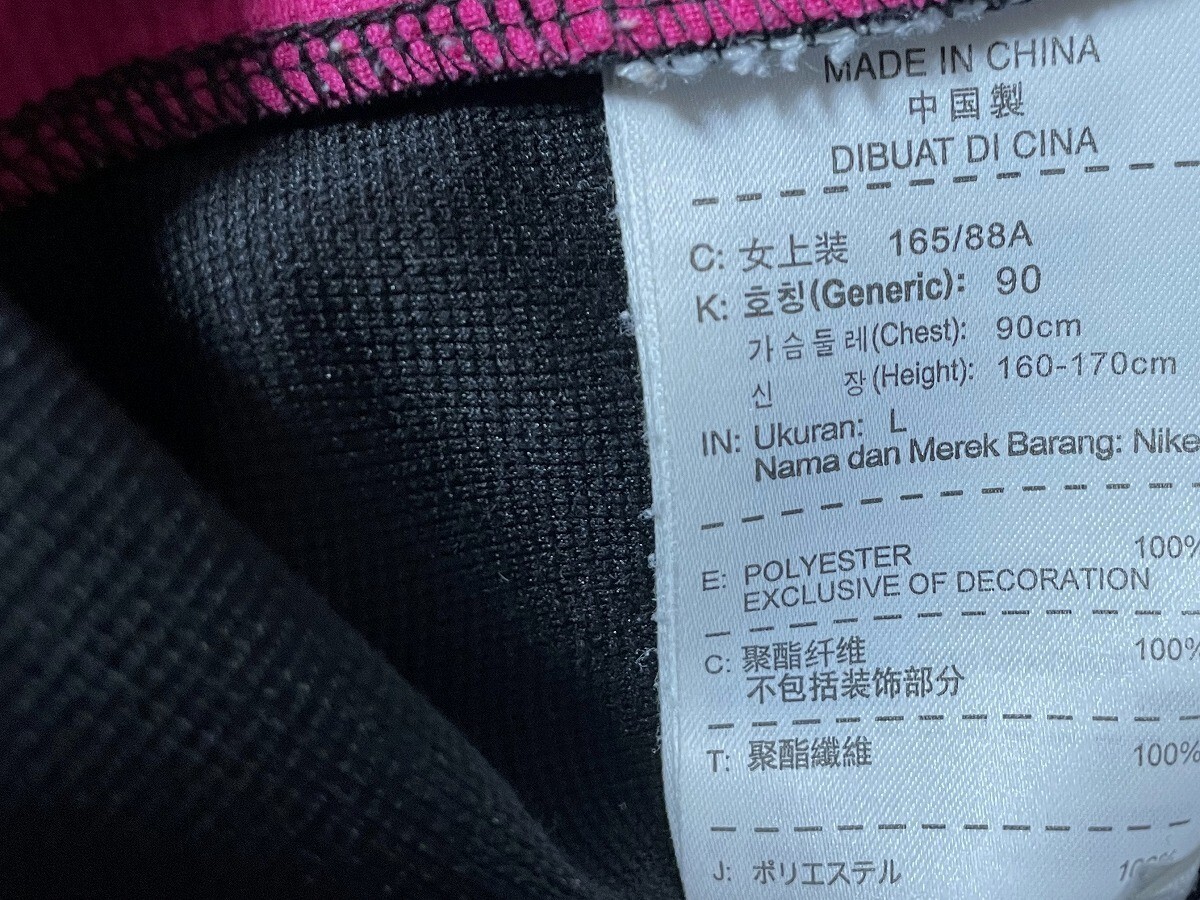 MADE IN CHINA
中国製
DIBUAT DI CINA
C: 女上装 165/88A
K: 호칭(Generic): 90
가슴둘레(Chest): 90cm
신 장(Height): 160-170cm
IN: Ukuran: L
Nama dan Merek Barang: Nike
E: POLYESTER 100%
EXCLUSIVE OF DECORATION
C: 聚酯纤维 100%
不包括装饰部分
T: 聚酯纖維 100%
J: ポリエステル